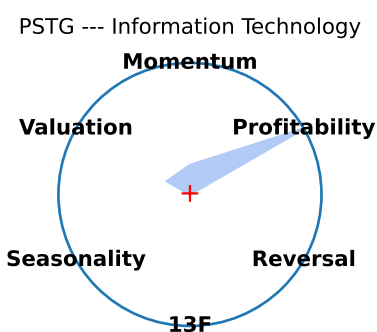 PSTG --- Information Technology
Momentum
Valuation
Profitability
Seasonality
Reversal
13F